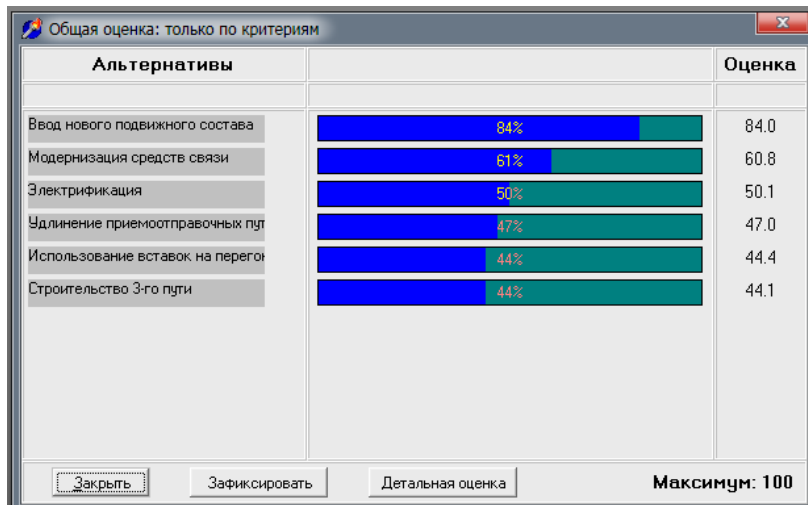 Общая оценка: только по критериям
Альтернативы Оценка
Ввод нового подвижного состава 84% 84.0
Модернизация средств связи 61% 60.8
Электрификация 50% 50.1
Удлинение приемоотправочных пут 47% 47.0
Использование вставок на перегон 44% 44.4
Строительство 3-го пути 44% 44.1
Закрыть Зафиксировать Детальная оценка Максимум: 100